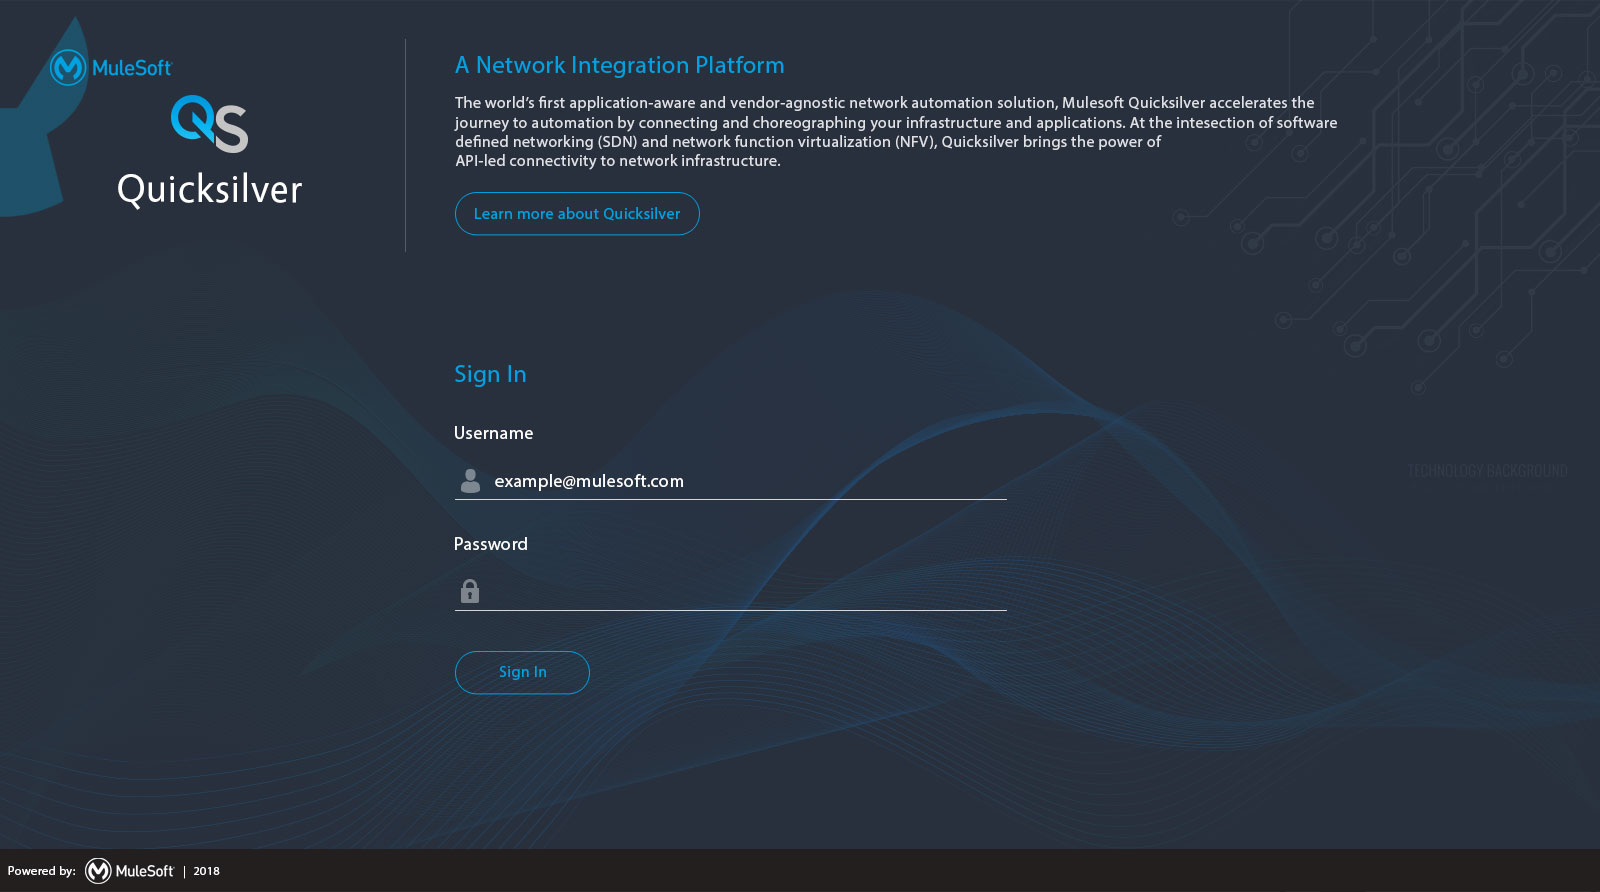 MuleSoft
QS
Quicksilver
A Network Integration Platform
The world’s first application-aware and vendor-agnostic network automation solution, Mulesoft Quicksilver accelerates the
journey to automation by connecting and choreographing your infrastructure and applications. At the intesection of software
defined networking (SDN) and network function virtualization (NFV), Quicksilver brings the power of
API-led connectivity to network infrastructure.
Learn more about Quicksilver
Sign In
Username
example@mulesoft.com
Password
Sign In
TECHNOLOGY BACKGROUND
Powered by: MuleSoft | 2018